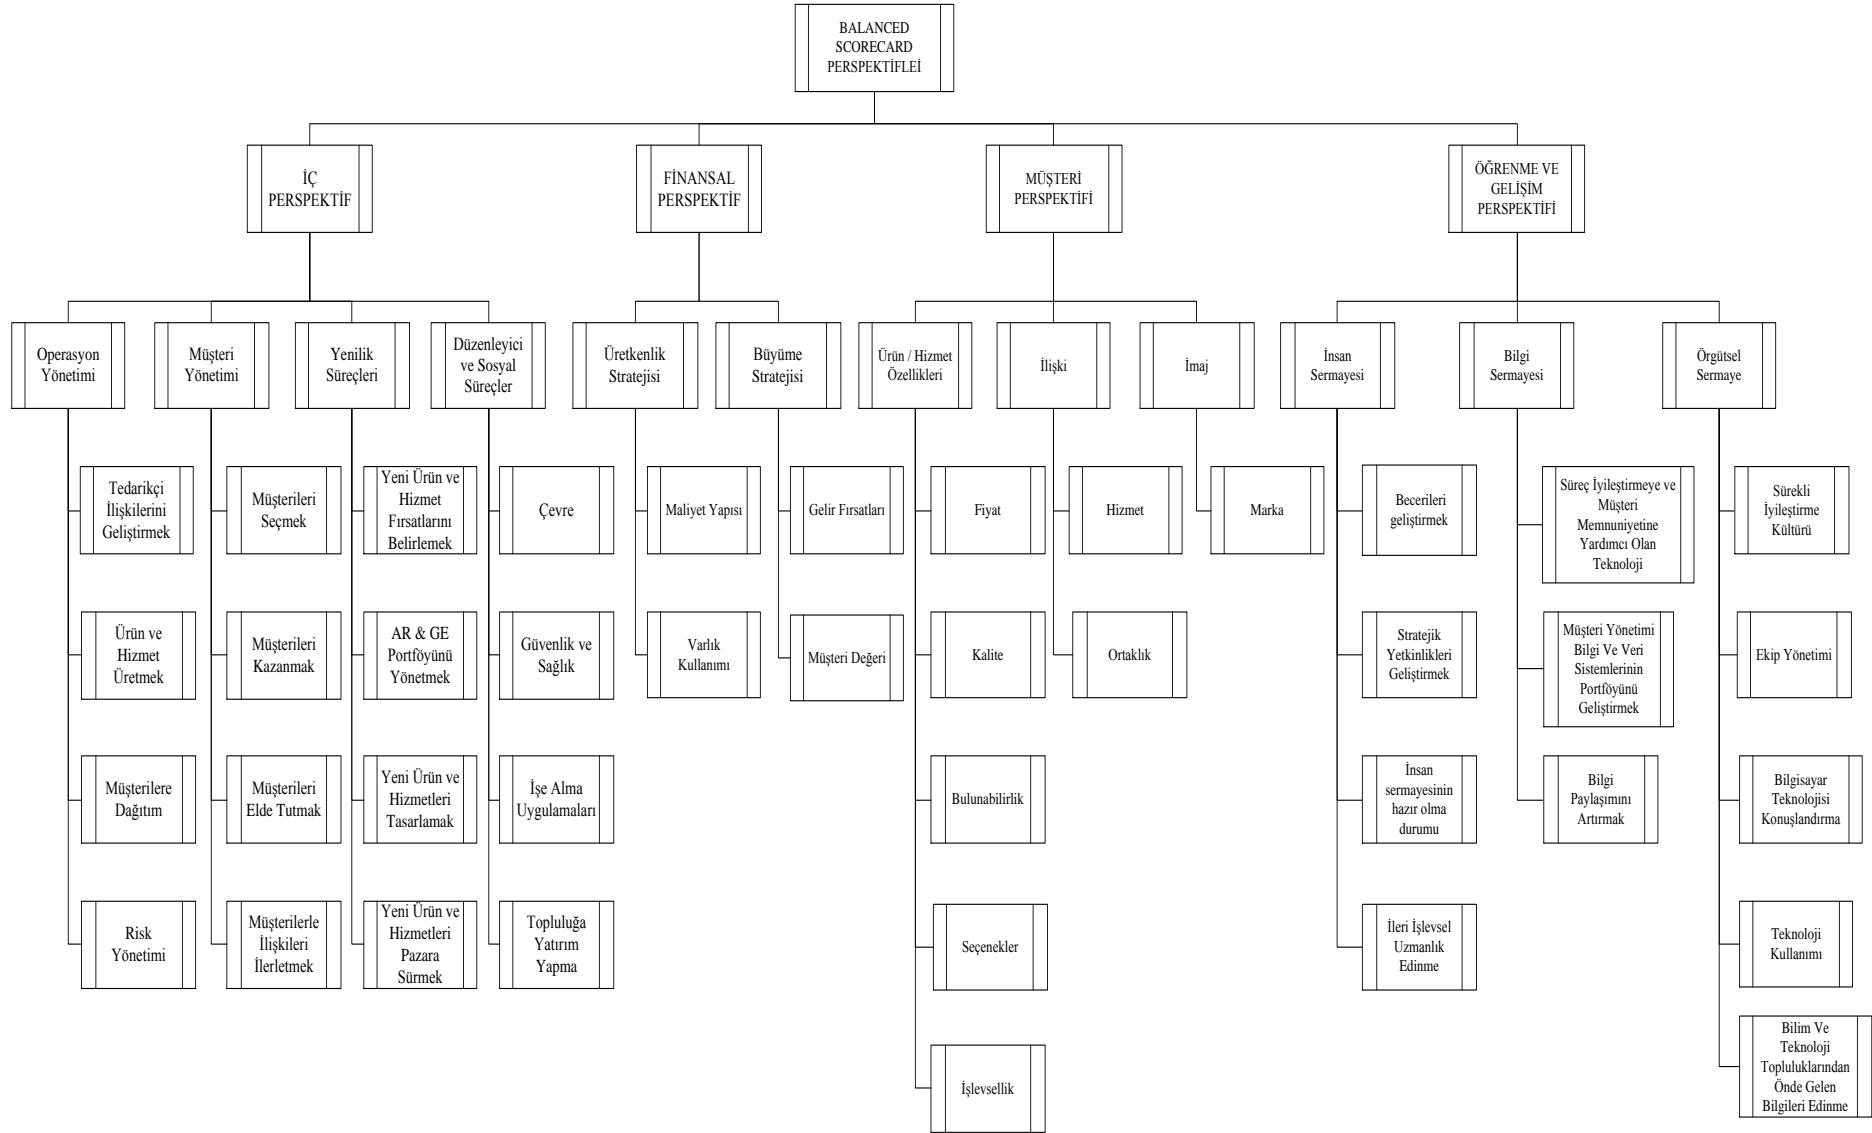 BALANCED
SCORECARD
PERSPEKTİFLEİ
İÇ
PERSPEKTİF
FİNANSAL
PERSPEKTİF
MÜŞTERİ
PERSPEKTİFİ
ÖĞRENME VE
GELİŞİM
PERSPEKTİFİ
Operasyon
Yönetimi
Müşteri
Yönetimi
Yenilik
Süreçleri
Düzenleyici
ve Sosyal
Süreçler
Üretkenlik
Stratejisi
Büyüme
Stratejisi
Ürün / Hizmet
Özellikleri
İlişki
İmaj
İnsan
Sermayesi
Bilgi
Sermayesi
Örgütsel
Sermaye
Tedarikçi
İlişkilerini
Geliştirmek
Müşterileri
Seçmek
Yeni Ürün ve
Hizmet
Fırsatlarını
Belirlemek
Çevre
Maliyet Yapısı
Gelir Fırsatları
Fiyat
Hizmet
Marka
Becerileri
geliştirmek
Süreç İyileştirmeye ve
Müşteri
Memnuniyetine
Yardımcı Olan
Teknoloji
Sürekli
İyileştirme
Kültürü
Ürün ve
Hizmet
Üretmek
Müşterileri
Kazanmak
AR & GE
Portföyünü
Yönetmek
Güvenlik ve
Sağlık
Varlık
Kullanımı
Müşteri Değeri
Kalite
Ortaklık
Stratejik
Yetkinlikleri
Geliştirmek
Müşteri Yönetimi
Bilgi Ve Veri
Sistemlerinin
Portföyünü
Geliştirmek
Ekip Yönetimi
Müşterilere
Dağıtım
Müşterileri
Elde Tutmak
Yeni Ürün ve
Hizmetleri
Tasarlamak
İşe Alma
Uygulamaları
Bulunabilirlik
İnsan
sermayesinin
hazır olma
durumu
Bilgi
Paylaşımını
Artırmak
Bilgisayar
Teknolojisi
Konuşlandırma
Risk
Yönetimi
Müşterilerle
İlişkileri
İlerletmek
Yeni Ürün ve
Hizmetleri
Pazara
Sürmek
Topluluğa
Yatırım
Yapma
Seçenekler
İleri İşlevsel
Uzmanlık
Edinme
Teknoloji
Kullanımı
İşlevsellik
Bilim Ve
Teknoloji
Topluluklarından
Önde Gelen
Bilgileri Edinme